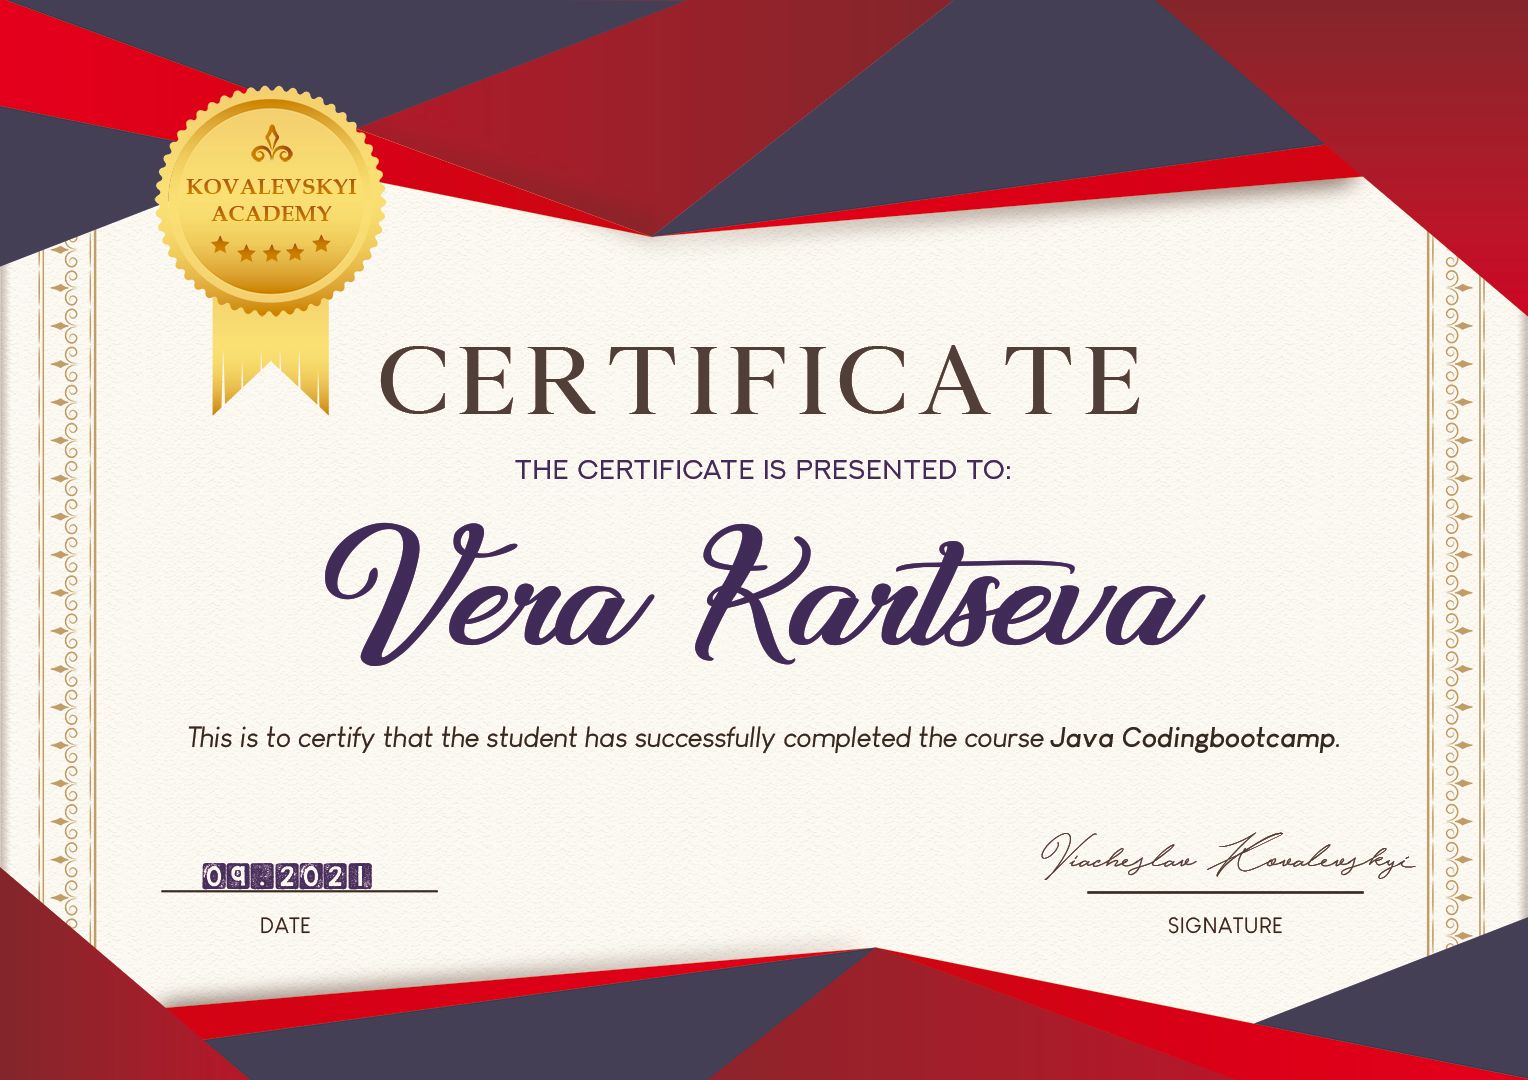 KOVALEVSKYI
ACADEMY
CERTIFICATE
THE CERTIFICATE IS PRESENTED TO:
Vera Kartseva
This is to certify that the student has successfully completed the course Java Codingbootcamp.
09.2021
Viacheslav Kovalevskyi
DATE
SIGNATURE